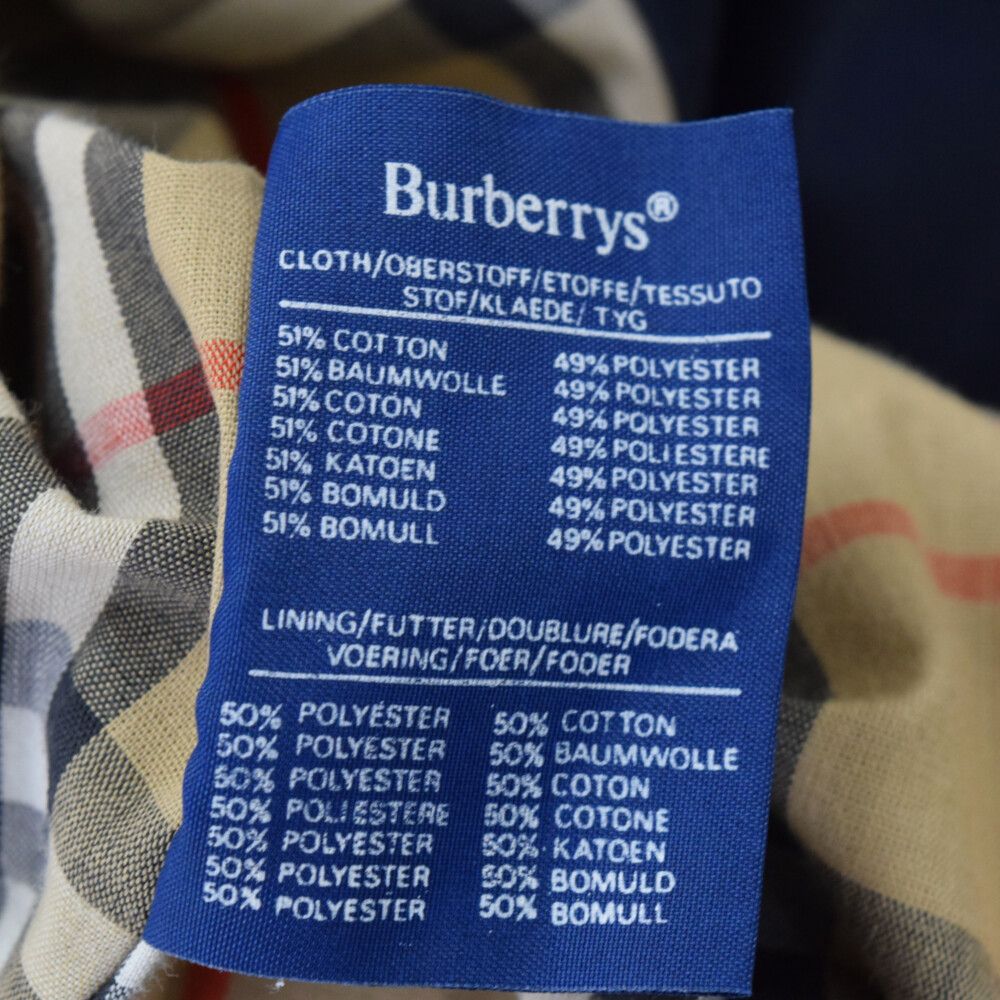 Burberrys®
CLOTH/OBERSTOFF/ETOFFE/TESSUTO
STOF/KLAEDE/TYG
51% COTTON 49% POLYESTER
51% BAUMWOLLE 49% POLYESTER
51% COTON 49% POLYESTER
51% COTONE 49% POLIESTERE
51% KATOEN 49% POLYESTER
51% BOMULD 49% POLYESTER
51% BOMULL 49% POLYESTER
LINING/FUTTER/DOUBLURE/FODERA
VOERING/FOER/FODER
50% POLYESTER 50% COTTON
50% POLYESTER 50% BAUMWOLLE
50% POLYESTER 50% COTON
50% POLIESTERE 50% COTONE
50% POLYESTER 50% KATOEN
50% POLYESTER 50% BOMULD
50% POLYESTER 50% BOMULL